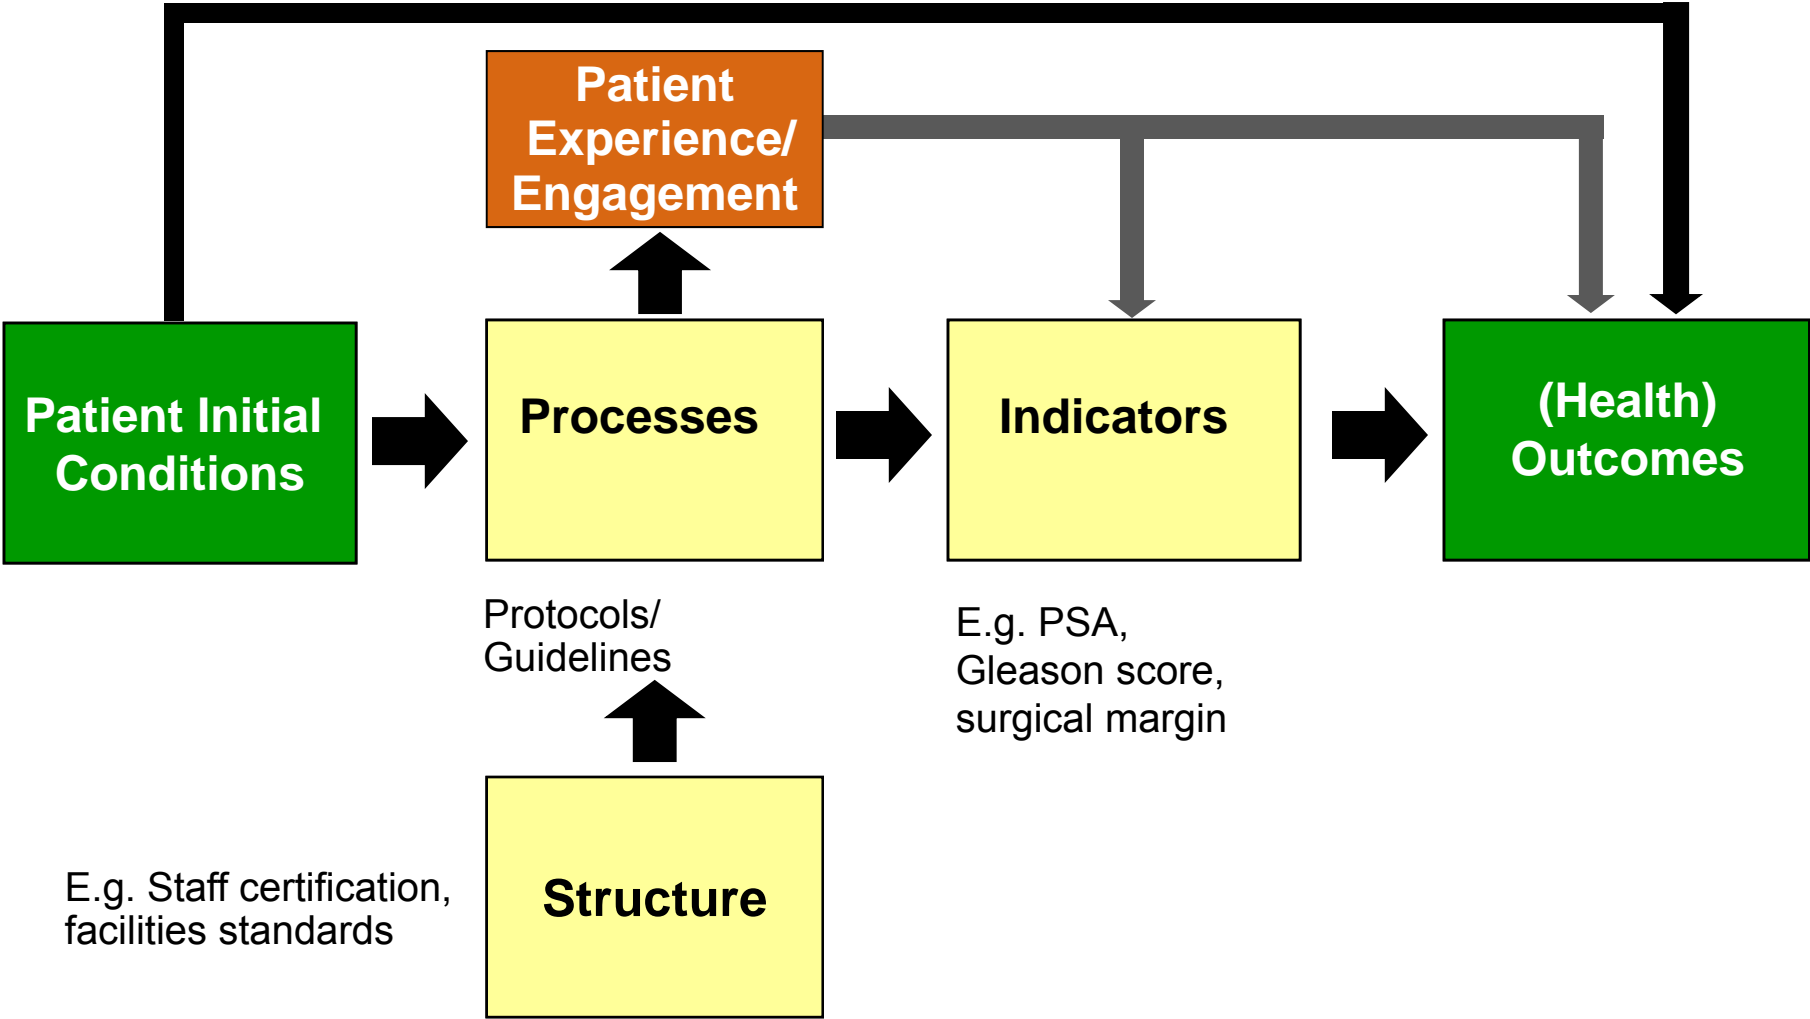 Patient
Experience/
Engagement
Patient Initial
Conditions
Processes
Indicators
(Health)
Outcomes
Protocols/
Guidelines
E.g. PSA,
Gleason score,
surgical margin
E.g. Staff certification,
facilities standards
Structure